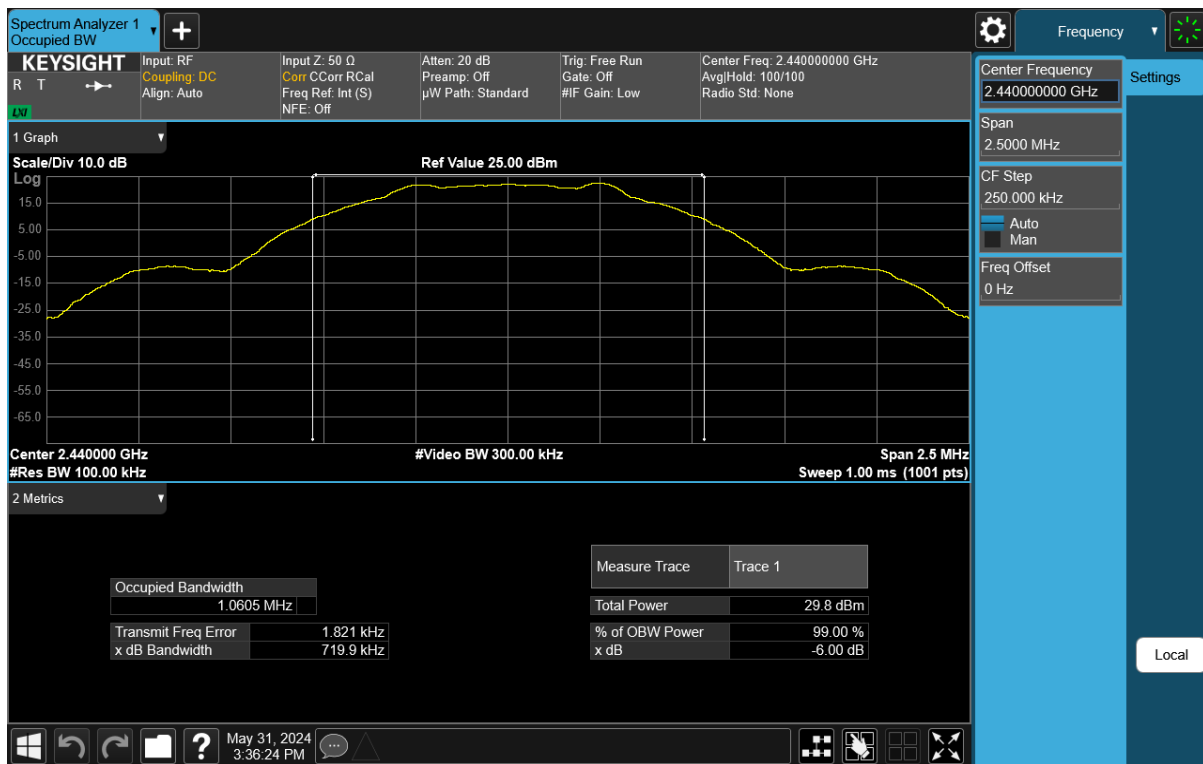 Spectrum Analyzer 1
Occupied BW
Frequency
KEYSIGHT
R T
LXI
Input: RF
Coupling: DC
Align: Auto
Input Z: 50 Ω
Corr CCorr RCal
Freq Ref: Int (S)
NFE: Off
Atten: 20 dB
Preamp: Off
µW Path: Standard
Trig: Free Run
Gate: Off
#IF Gain: Low
Center Freq: 2.440000000 GHz
Avg|Hold: 100/100
Radio Std: None
Center Frequency
2.440000000 GHz
Settings
Span
2.5000 MHz
CF Step
250.000 kHz
Auto
Man
Freq Offset
0 Hz
Local
1 Graph
Scale/Div 10.0 dB
Ref Value 25.00 dBm
Log
15.0
5.00
-5.00
-15.0
-25.0
-35.0
-45.0
-55.0
-65.0
Center 2.440000 GHz
#Video BW 300.00 kHz
Span 2.5 MHz
#Res BW 100.00 kHz
Sweep 1.00 ms (1001 pts)
2 Metrics
Measure Trace Trace 1
Occupied Bandwidth
1.0605 MHz
Total Power 29.8 dBm
Transmit Freq Error 1.821 kHz
% of OBW Power 99.00 %
x dB Bandwidth 719.9 kHz
x dB -6.00 dB
?
May 31, 2024
3:36:24 PM